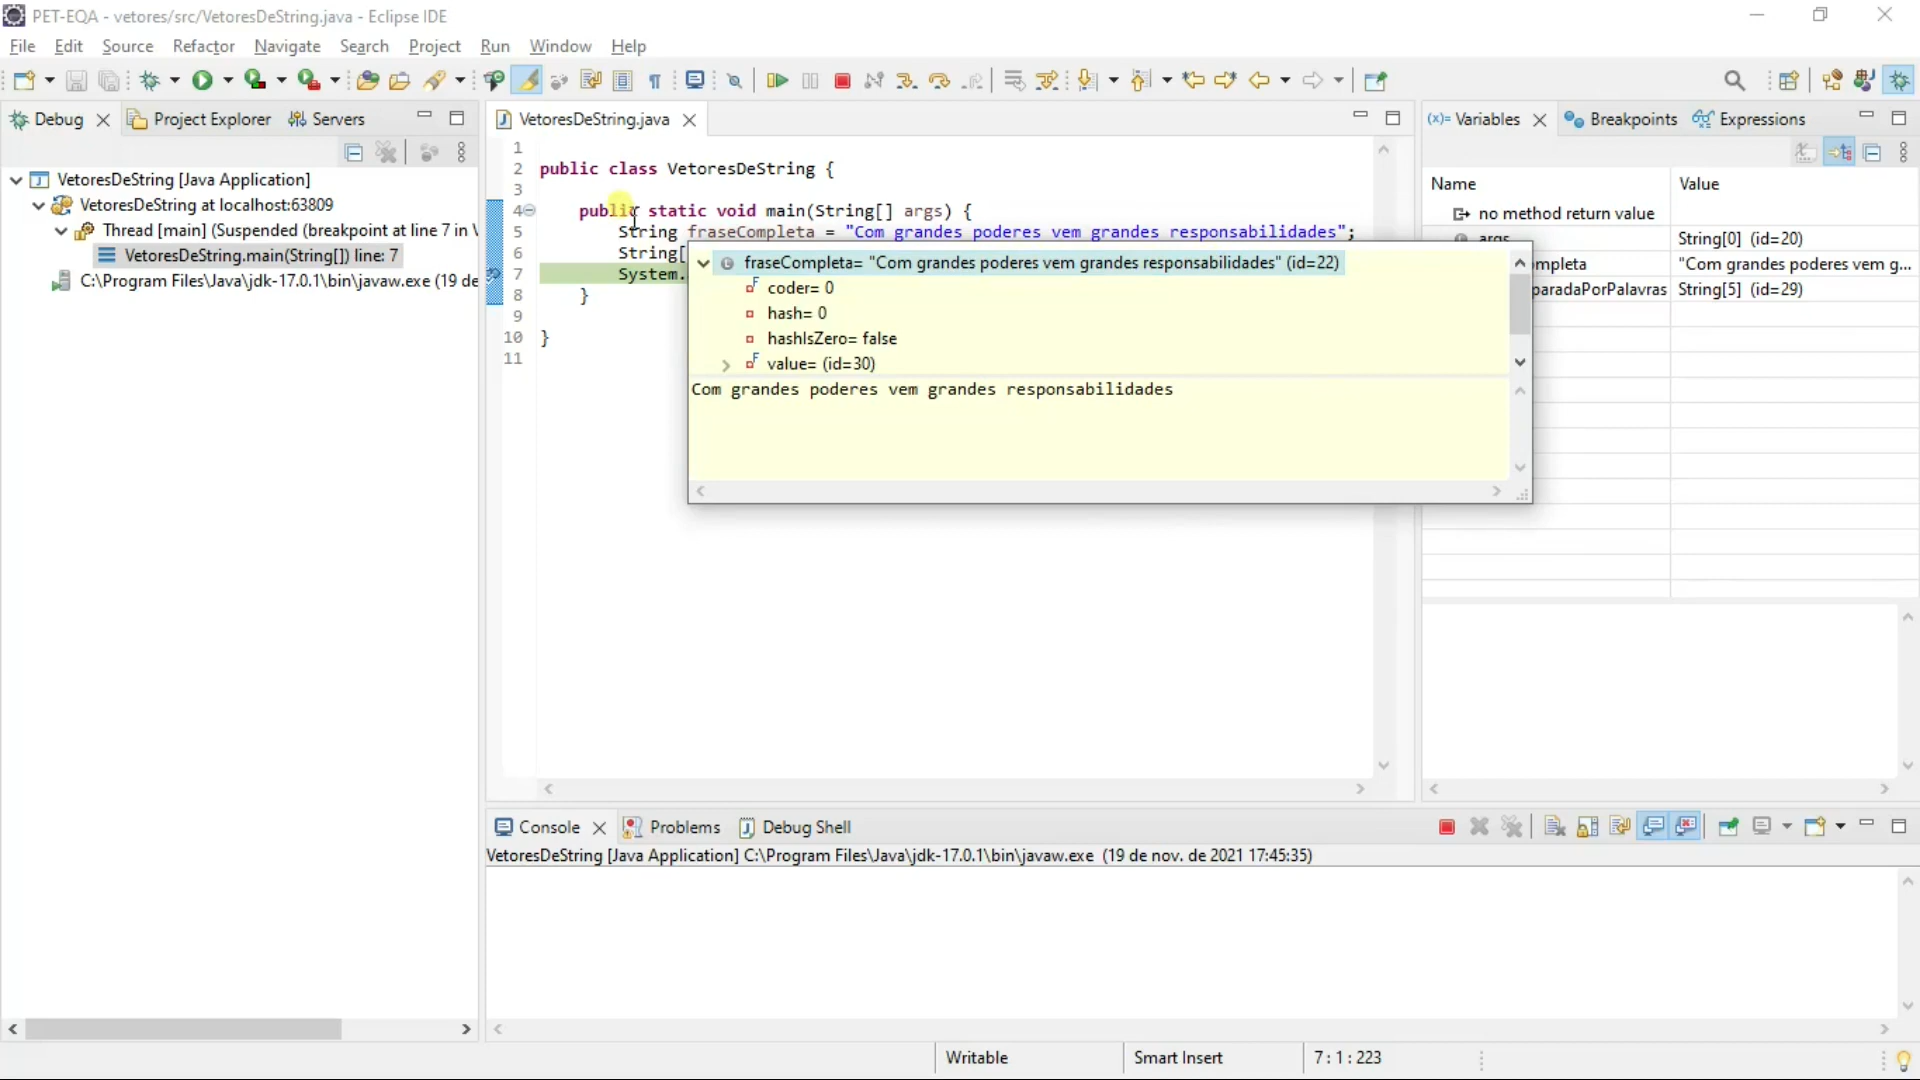 PET-EQA - vetores/src/VetoresDeString.java - Eclipse IDE
File Edit Source Refactor Navigate Search Project Run Window Help
Debug Project Explorer Servers
VetoresDeString [Java Application]
VetoresDeString at localhost:63809
Thread [main] (Suspended (breakpoint at line 7 in
VetoresDeString.main(String[]) line: 7
C:\Program Files\Java\jdk-17.0.1\bin\javaw.exe (19 de
VetoresDeString.java
1
2 public class VetoresDeString {
3
4 public static void main(String[] args) {
5 String fraseCompleta = "Com grandes poderes vem grandes responsabilidades";
6 String[
7 System.
8 }
9
10 }
11
fraseCompleta= "Com grandes poderes vem grandes responsabilidades" (id=22)
coder= 0
hash= 0
hashIsZero= false
value= (id=30)
Com grandes poderes vem grandes responsabilidades
(x)= Variables Breakpoints Expressions
Name Value
no method return value
args String[0] (id=20)
mpleta "Com grandes poderes vem g...
paradaPorPalavras String[5] (id=29)
Console Problems Debug Shell
VetoresDeString [Java Application] C:\Program Files\Java\jdk-17.0.1\bin\javaw.exe (19 de nov. de 2021 17:45:35)
Writable Smart Insert 7 : 1 : 223